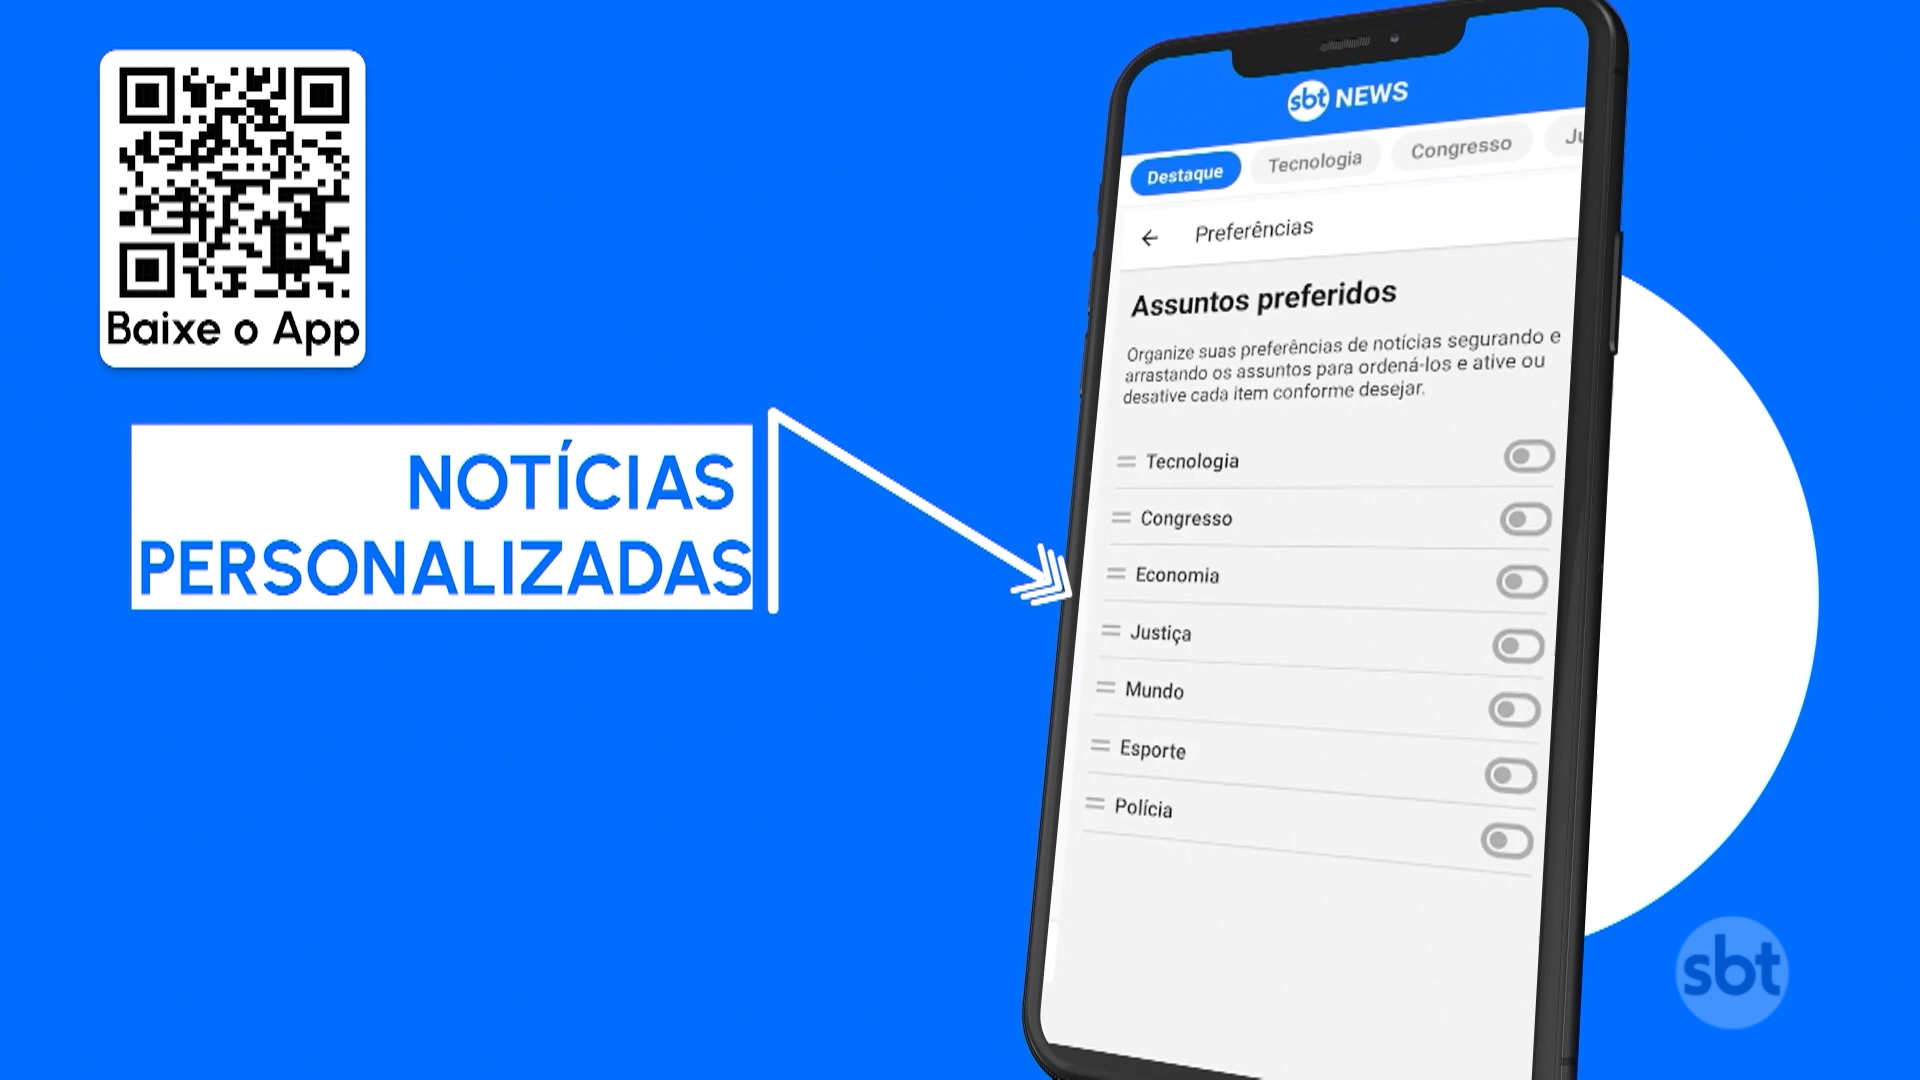 Baixe o App
NOTÍCIAS
PERSONALIZADAS
sbt NEWS
Destaque
Tecnologia
Congresso
Ju
Preferências
Assuntos preferidos
Organize suas preferências de notícias segurando e
arrastando os assuntos para ordená-los e ative ou
desative cada item conforme desejar.
Tecnologia
Congresso
Economia
Justiça
Mundo
Esporte
Polícia
sbt